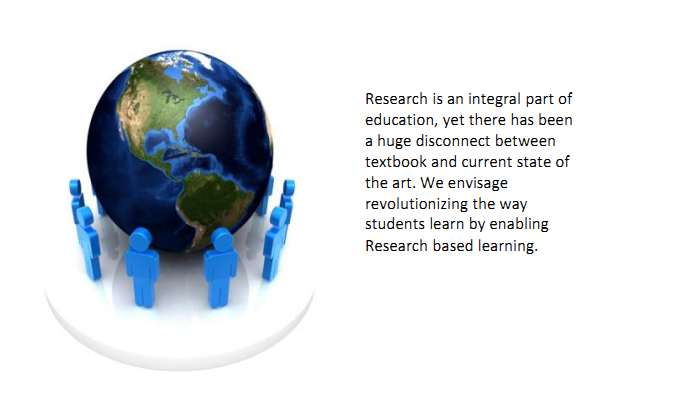 Research is an integral part of
education, yet there has been
a huge disconnect between
textbook and current state of
the art. We envisage
revolutionizing the way
students learn by enabling
Research based learning.